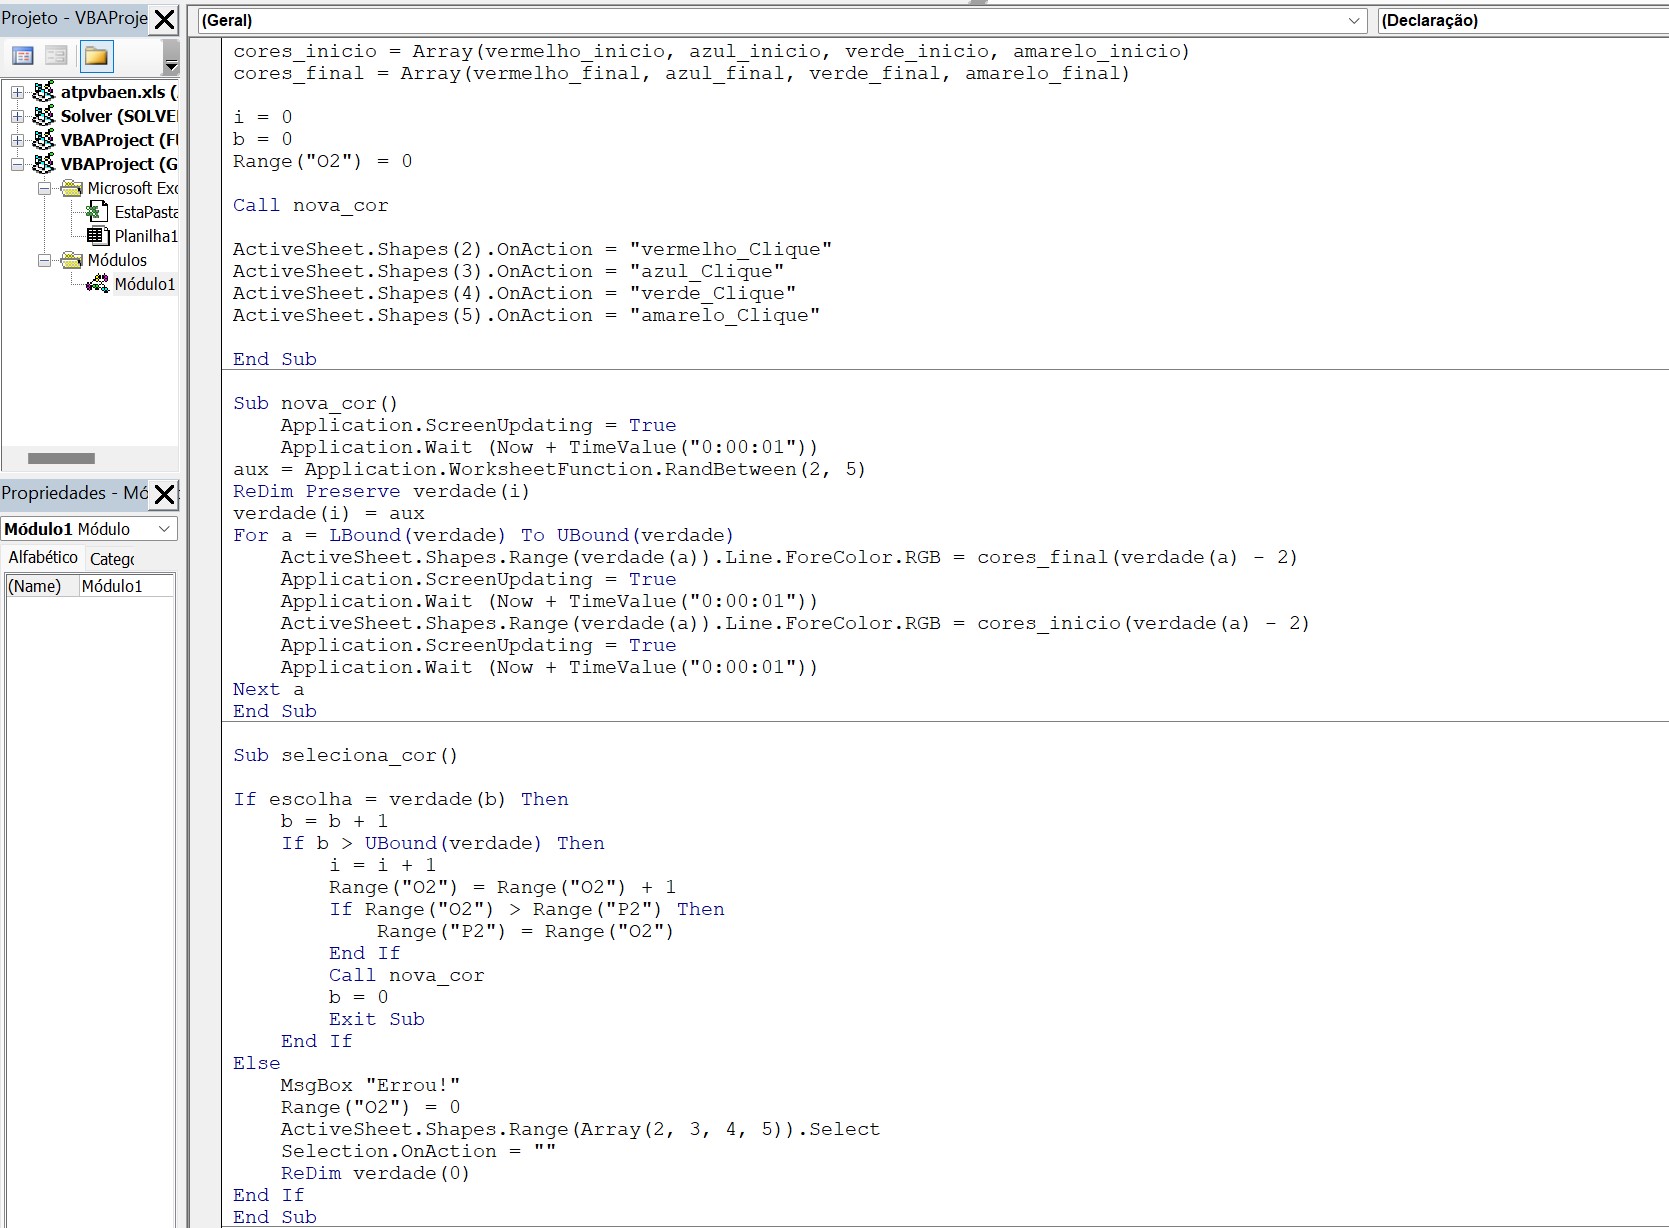 Projeto - VBAProje
atpvbaen.xls (
Solver (SOLVE
VBAProject (F
VBAProject (G
Microsoft Exc
EstaPasta
Planilha1
Módulos
Módulo1
Propriedades - Mó
Módulo1 Módulo
Alfabético Catego
(Name) Módulo1
(Geral) (Declaração)
cores_inicio = Array(vermelho_inicio, azul_inicio, verde_inicio, amarelo_inicio)
cores_final = Array(vermelho_final, azul_final, verde_final, amarelo_final)
i = 0
b = 0
Range("O2") = 0
Call nova_cor
ActiveSheet.Shapes(2).OnAction = "vermelho_Clique"
ActiveSheet.Shapes(3).OnAction = "azul_Clique"
ActiveSheet.Shapes(4).OnAction = "verde_Clique"
ActiveSheet.Shapes(5).OnAction = "amarelo_Clique"
End Sub
Sub nova_cor()
Application.ScreenUpdating = True
Application.Wait (Now + TimeValue("0:00:01"))
aux = Application.WorksheetFunction.RandBetween(2, 5)
ReDim Preserve verdade(i)
verdade(i) = aux
For a = LBound(verdade) To UBound(verdade)
ActiveSheet.Shapes.Range(verdade(a)).Line.ForeColor.RGB = cores_final(verdade(a) - 2)
Application.ScreenUpdating = True
Application.Wait (Now + TimeValue("0:00:01"))
ActiveSheet.Shapes.Range(verdade(a)).Line.ForeColor.RGB = cores_inicio(verdade(a) - 2)
Application.ScreenUpdating = True
Application.Wait (Now + TimeValue("0:00:01"))
Next a
End Sub
Sub seleciona_cor()
If escolha = verdade(b) Then
b = b + 1
If b > UBound(verdade) Then
i = i + 1
Range("O2") = Range("O2") + 1
If Range("O2") > Range("P2") Then
Range("P2") = Range("O2")
End If
Call nova_cor
b = 0
Exit Sub
End If
Else
MsgBox "Errou!"
Range("O2") = 0
ActiveSheet.Shapes.Range(Array(2, 3, 4, 5)).Select
Selection.OnAction = ""
ReDim verdade(0)
End If
End Sub